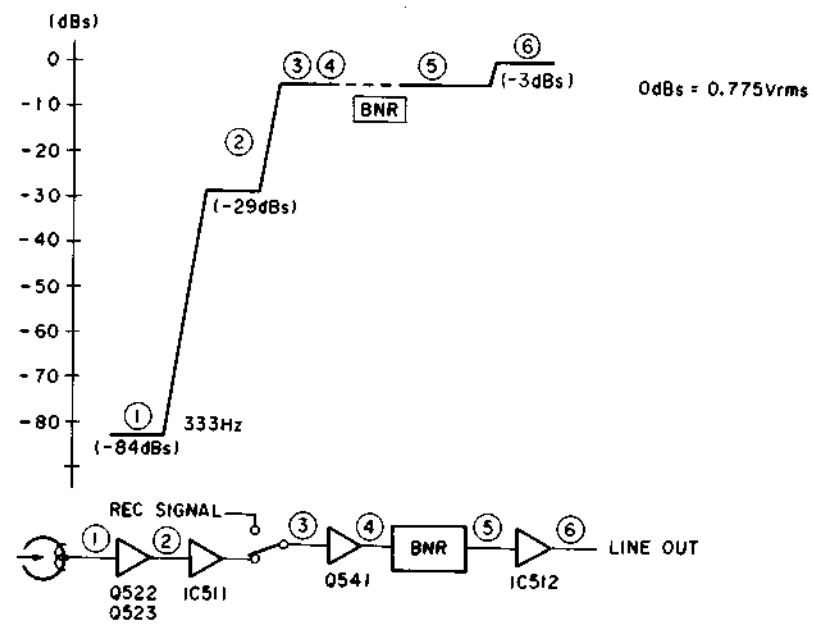 (dBs)
0
-10
-20
-30
-40
-50
-60
-70
-80
① ② ③ ④ ⑤ ⑥
(-84dBs)
333Hz
(-29dBs)
BNR
(-3dBs)
0dBs = 0.775Vrms
REC SIGNAL
① ② ③ ④ ⑤ ⑥
BNR
LINE OUT
Q522
Q523
IC511
Q541
IC512